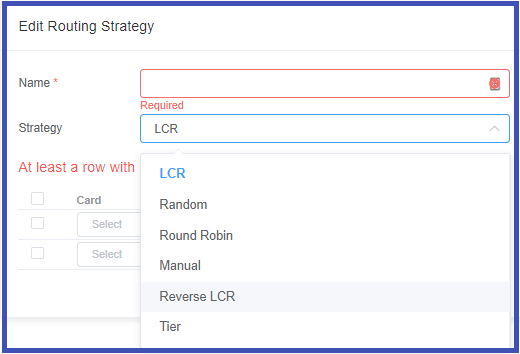 Edit Routing Strategy
Name *
Required
Strategy
LCR
At least a row with
LCR
Card
Random
Select
Round Robin
Select
Manual
Reverse LCR
Tier